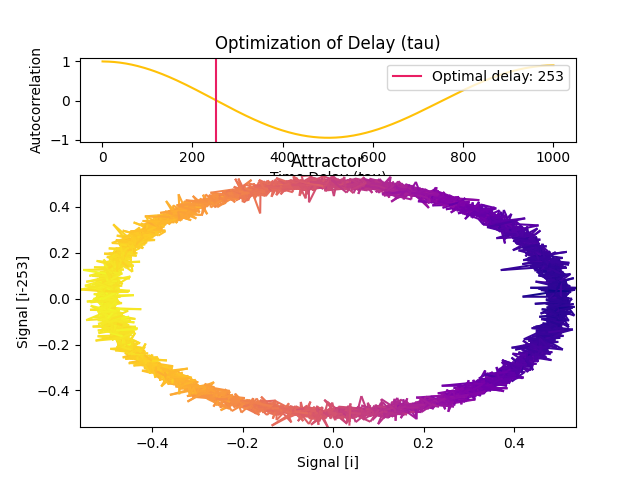 Optimization of Delay (tau)
Autocorrelation
1
0
−1
Optimal delay: 253
0 200 400 600 800 1000
Time Delay (tau)
Attractor
Signal [i-253]
0.4
0.2
0.0
−0.2
−0.4
−0.4 −0.2 0.0 0.2 0.4
Signal [i]